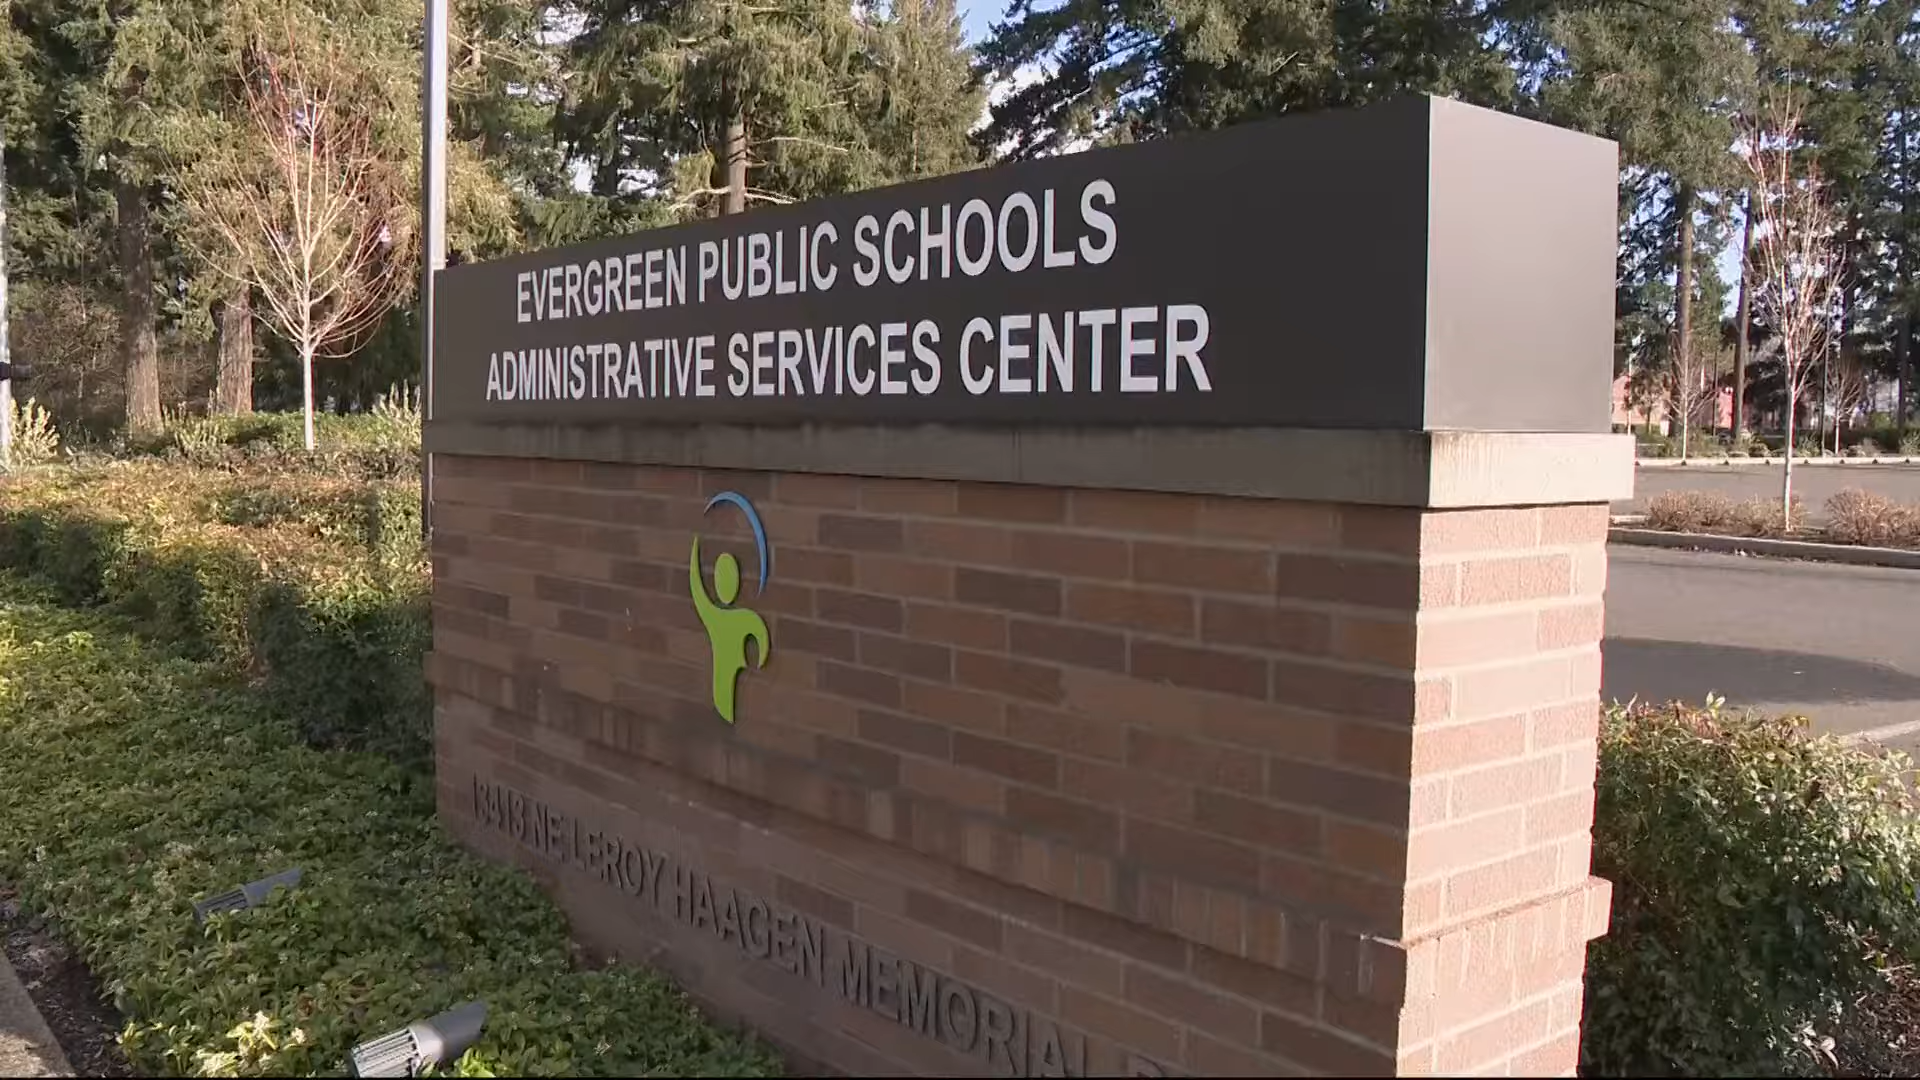 EVERGREEN PUBLIC SCHOOLS
ADMINISTRATIVE SERVICES CENTER
13413 NE LEROY HAAGEN MEMORIAL